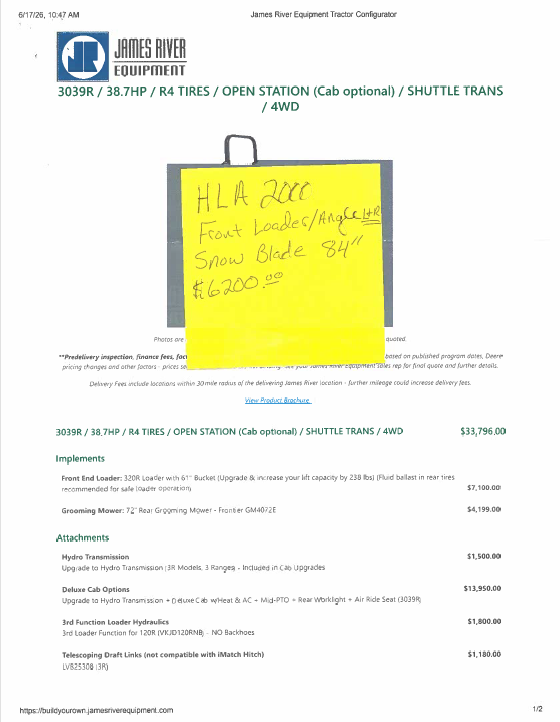 6/17/26, 10:47 AM
James River Equipment Tractor Configurator
JAMES RIVER
EQUIPMENT
3039R / 38.7HP / R4 TIRES / OPEN STATION (Cab optional) / SHUTTLE TRANS
/ 4WD
HLA 2000
Front Loader/Angle L+R
Snow Blade 84"
$6200.00
Photos are
quoted.
**Predelivery inspection, finance fees,
based on published program dates, Deere
pricing changes and other factors - prices
see your James River Equipment sales rep for final quote and further details.
Delivery Fees include locations within 30 mile radius of the delivering James River location - further mileage could increase delivery fees.
View Product Brochure
3039R / 38.7HP / R4 TIRES / OPEN STATION (Cab optional) / SHUTTLE TRANS / 4WD $33,796.00
Implements
Front End Loader: 320R Loader with 61" Bucket (Upgrade & increase your lift capacity by 238 lbs) (Fluid ballast in rear tires
recommended for safe loader operation) $7,100.00
Grooming Mower: 72" Rear Grooming Mower - Frontier GM4072E $4,199.00
Attachments
Hydro Transmission $1,500.00
Upgrade to Hydro Transmission (3R Models, 3 Ranges) - Included in Cab Upgrades
Deluxe Cab Options $13,950.00
Upgrade to Hydro Transmission + Deluxe Cab w/Heat & AC + Mid-PTO + Rear Worklight + Air Ride Seat (3039R)
3rd Function Loader Hydraulics $1,800.00
3rd Loader Function for 120R (VKJD120RNB) - NO Backhoes
Telescoping Draft Links (not compatible with iMatch Hitch) $1,180.00
LVB25308 (3R)
https://buildyourown.jamesriverequipment.com
1/2